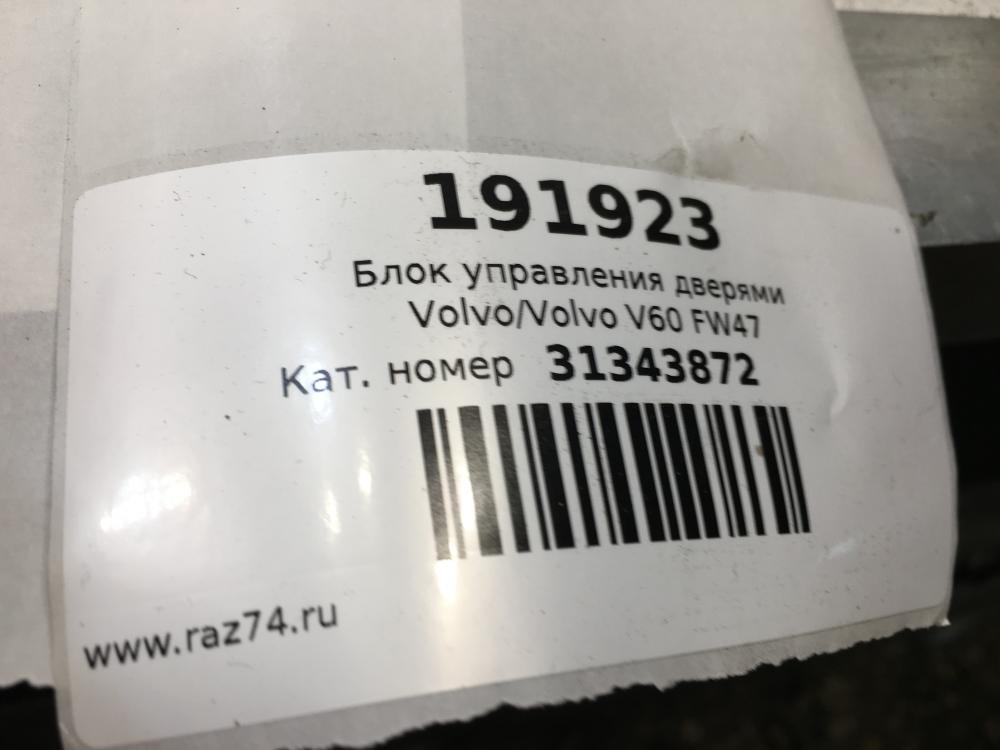 191923
Блок управления дверями
Volvo/Volvo V60 FW47
Кат. номер 31343872
www.raz74.ru